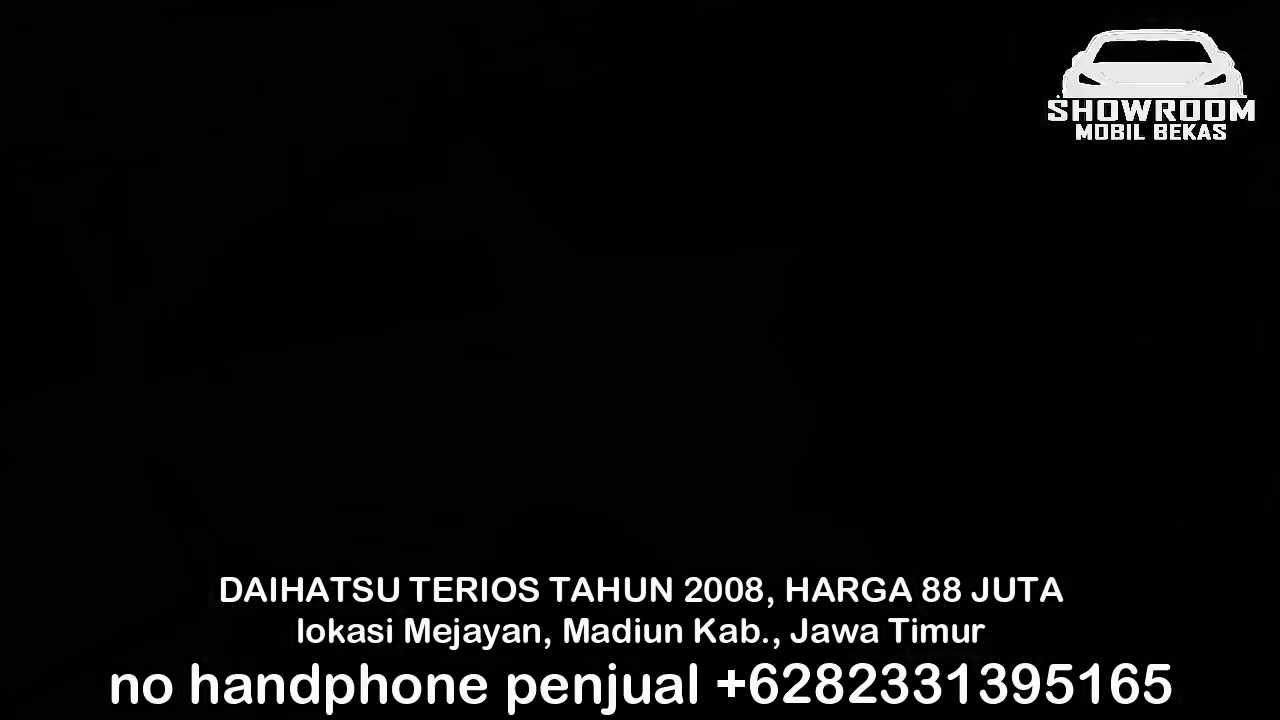 SHOWROOM
MOBIL BEKAS
DAIHATSU TERIOS TAHUN 2008, HARGA 88 JUTA
lokasi Mejayan, Madiun Kab., Jawa Timur
no handphone penjual +6282331395165